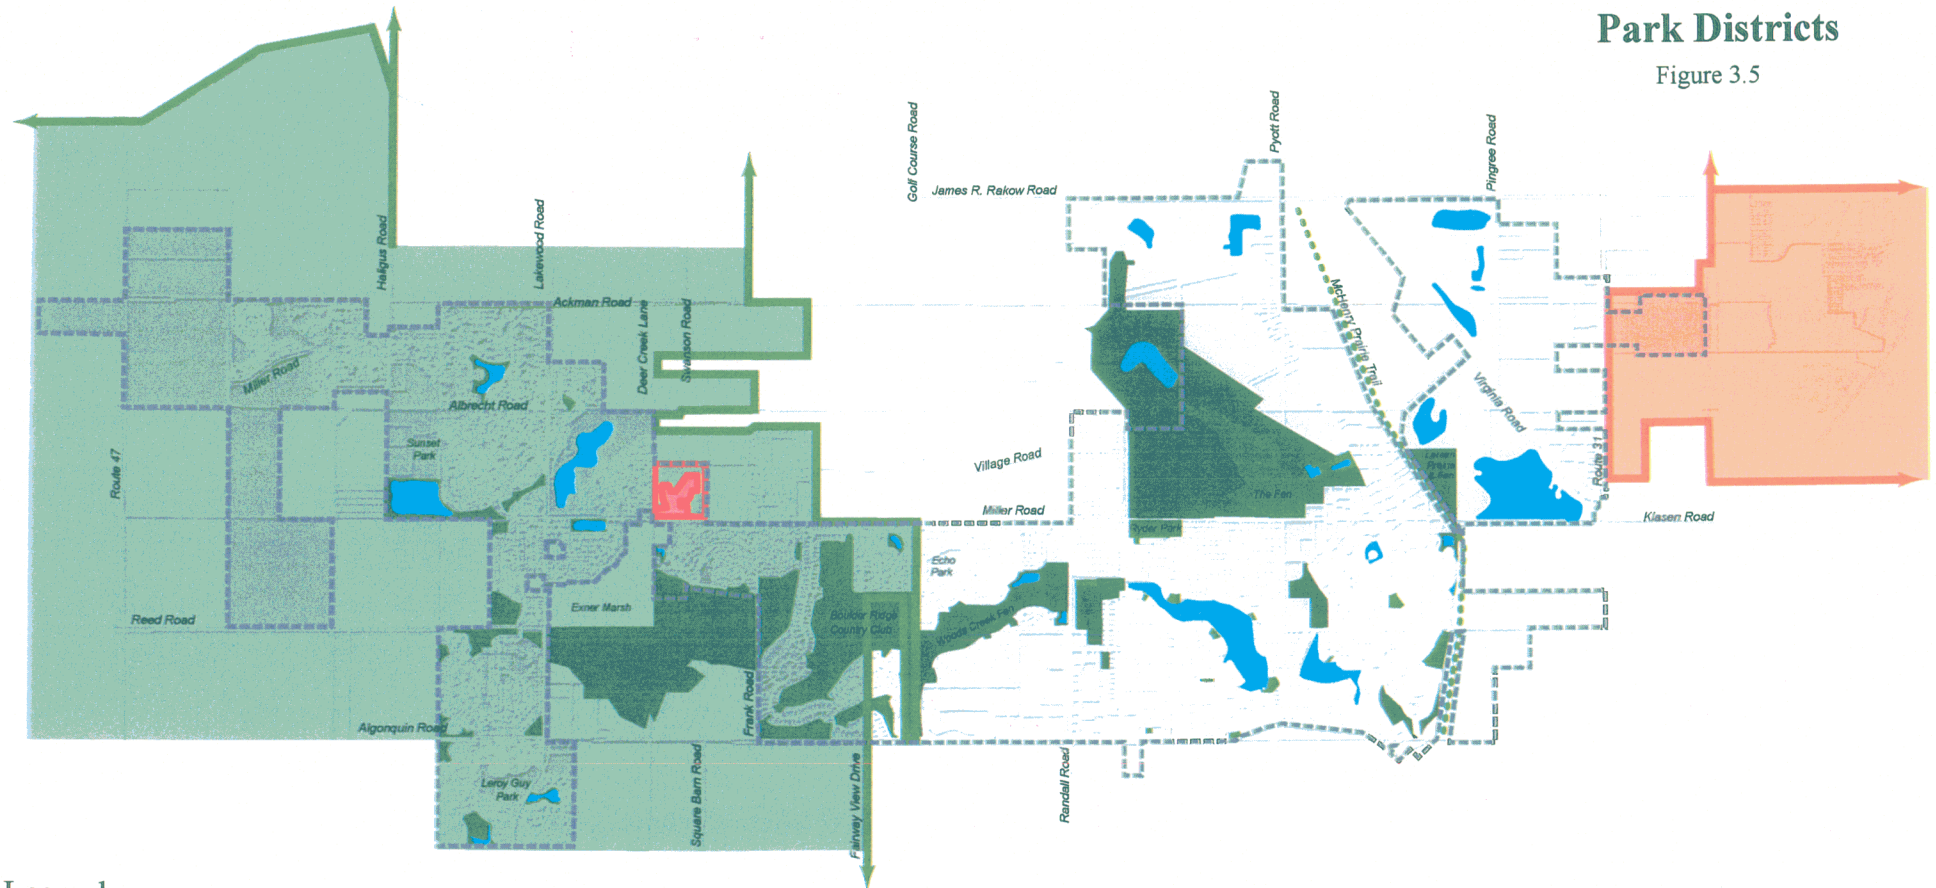 Park Districts
Figure 3.5
Golf Course Road
Pyott Road
Pingree Road
James R. Rakow Road
Haligus Road
Lakewood Road
Ackman Road
Deer Creek Lane
Swanson Road
McHenry Prairie Trail
Miller Road
Albrecht Road
Virginia Road
Sunset
Park
Route 47
Village Road
Route 31
The Fen
Miller Road
Klasen Road
Ryder Park
Echo
Park
Exner Marsh
Reed Road
Boulder Ridge
Country Club
Woods Creek Fen
Frank Road
Algonquin Road
Square Barn Road
Fairway View Drive
Randall Road
Leroy Guy
Park